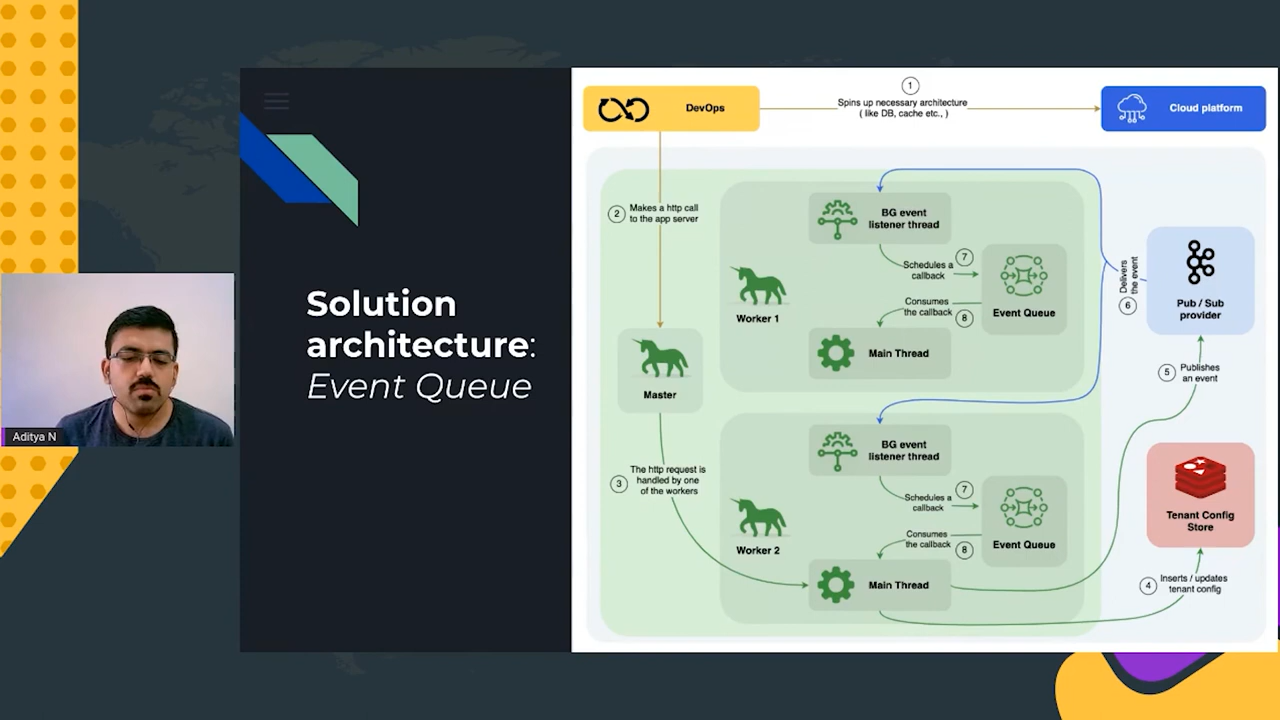 Solution
architecture:
Event Queue
Aditya N
DevOps
1
Spins up necessary architecture
( like DB, cache etc., )
Cloud platform
2
Makes a http call
to the app server
BG event
listener thread
7
Schedules a
callback
Consumes
the callback
8
Event Queue
Worker 1
Main Thread
Delivers
the event
6
Pub / Sub
provider
Master
5
Publishes
an event
3
The http request is
handled by one
of the workers
BG event
listener thread
7
Schedules a
callback
Consumes
the callback
8
Event Queue
Worker 2
Main Thread
Tenant Config
Store
4
Inserts / updates
tenant config